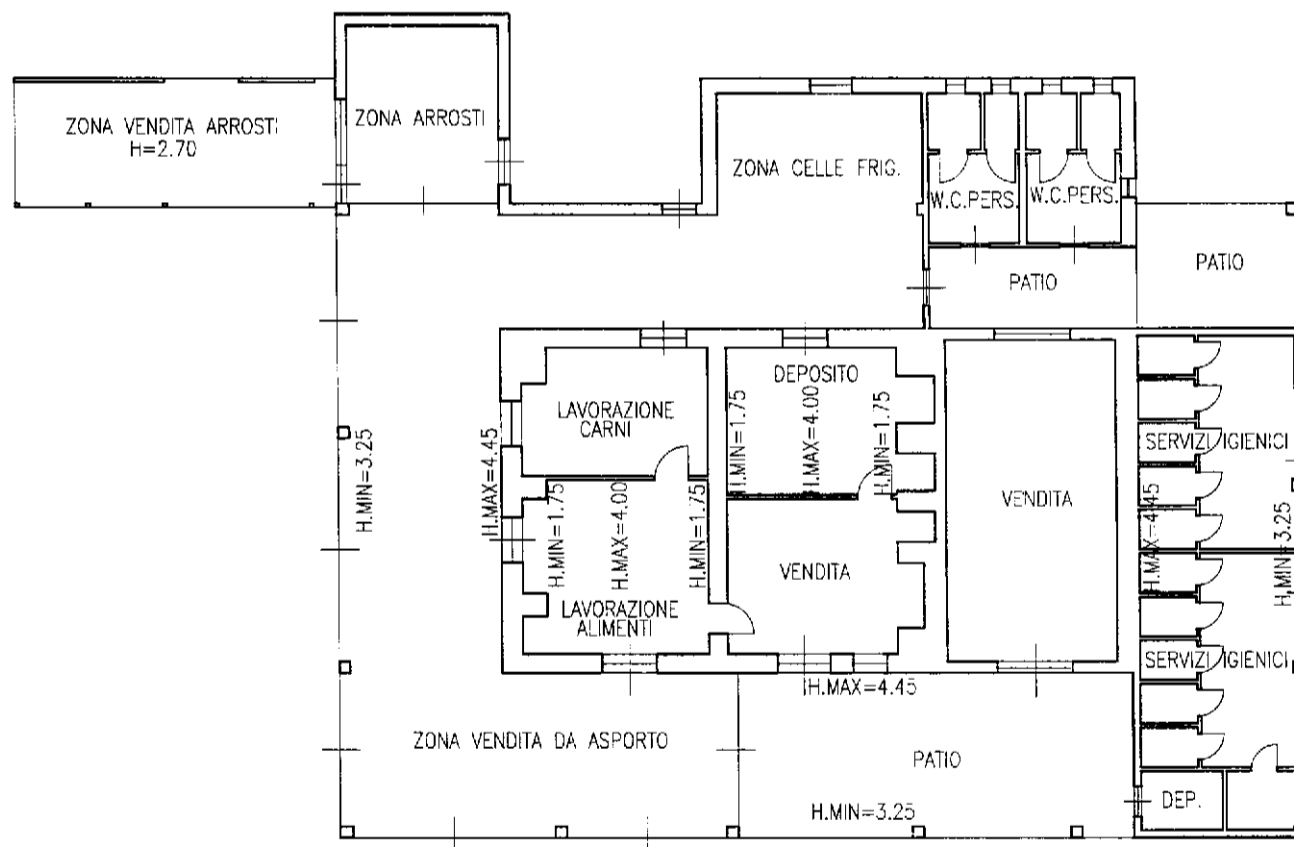 ZONA VENDITA ARROSTI
H=2.70
ZONA ARROSTI
ZONA CELLE FRIG.
W.C.PERS.
W.C.PERS.
PATIO
PATIO
LAVORAZIONE
CARNI
DEPOSITO
H.MIN=1.75
H.MAX=4.00
H.MIN=1.75
H.MIN=3.25
H.MAX=4.45
H.MIN=1.75
H.MAX=4.00
H.MIN=1.75
LAVORAZIONE
ALIMENTI
VENDITA
VENDITA
SERVIZI IGIENICI
H.MAX=4.45
H.MIN=3.25
SERVIZI IGIENICI
H.MAX=4.45
ZONA VENDITA DA ASPORTO
PATIO
H.MIN=3.25
DEP.